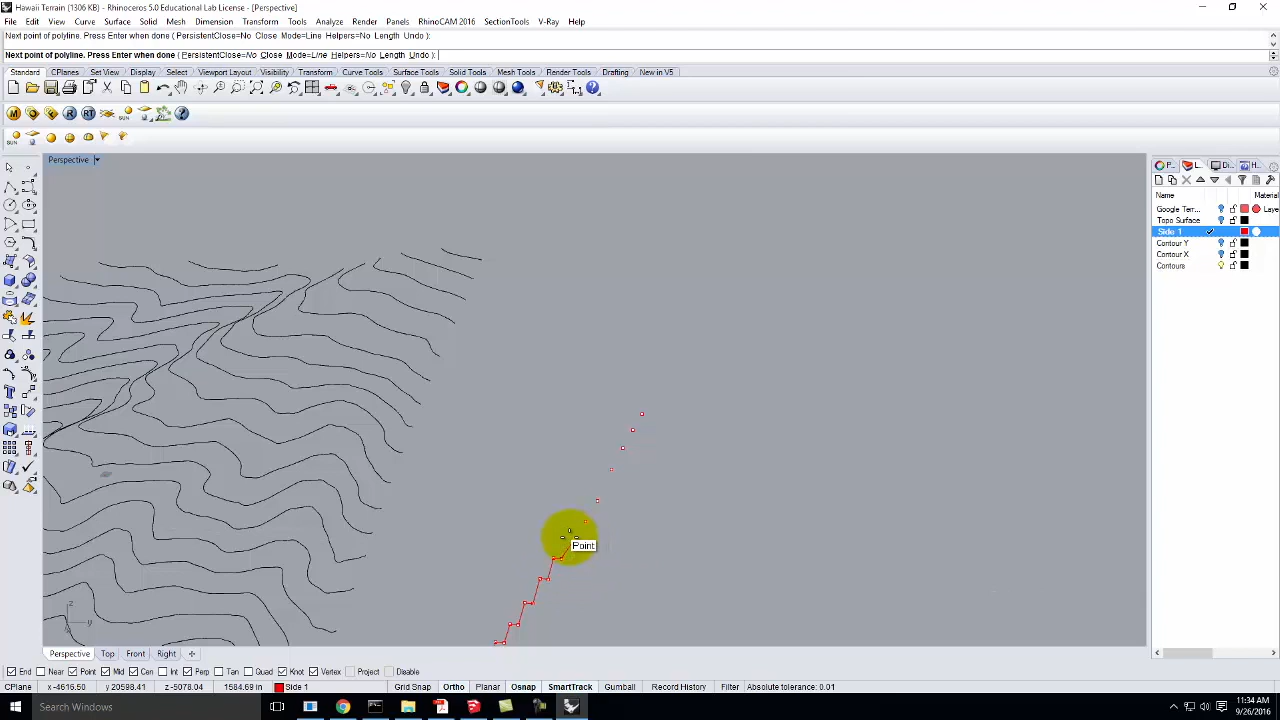 Hawaii Terrain (1306 KB) - Rhinoceros 5.0 Educational Lab License - [Perspective]
File Edit View Curve Surface Solid Mesh Dimension Transform Tools Analyze Render Panels RhinoCAM 2016 SectionTools V-Ray Help
Next point of polyline. Press Enter when done ( PersistentClose=No Close Mode=Line Helpers=No Length Undo ):
Next point of polyline. Press Enter when done ( PersistentClose=No Close Mode=Line Helpers=No Length Undo ):
Standard CPlanes Set View Display Select Viewport Layout Visibility Transform Curve Tools Surface Tools Solid Tools Mesh Tools Render Tools Drafting New in V5
M R RT SUN
SUN
Perspective
P... L... Di... H...
Name Material
Google Terr... Laye
Topo Surface
Side 1
Contour Y
Contour X
Contours
Point
z
y
Perspective Top Front Right
End Near Point Mid Cen Int Perp Tan Quad Knot Vertex Project Disable
CPlane x -4616.50 y 20598.41 z -5078.04 1584.69 in Side 1 Grid Snap Ortho Planar Osnap SmartTrack Gumball Record History Filter Absolute tolerance: 0.01
Search Windows
11:34 AM
9/26/2016